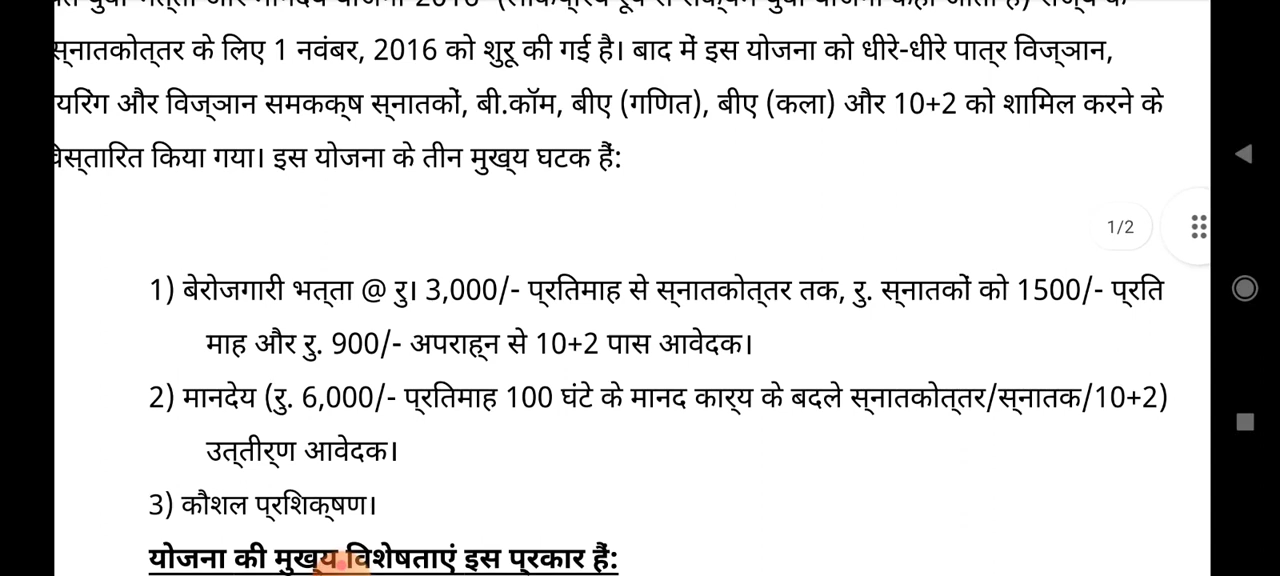 स्नातकोत्तर के लिए 1 नवंबर, 2016 को शुरू की गई है। बाद में इस योजना को धीरे-धीरे पात्र विज्ञान,
यरिंग और विज्ञान समकक्ष स्नातकों, बी.कॉम, बीए (गणित), बीए (कला) और 10+2 को शामिल करने के
विस्तारित किया गया। इस योजना के तीन मुख्य घटक हैं:
1/2
1) बेरोजगारी भत्ता @ रु। 3,000/- प्रतिमाह से स्नातकोत्तर तक, रु. स्नातकों को 1500/- प्रति
माह और रु. 900/- अपराह्न से 10+2 पास आवेदक।
2) मानदेय (रु. 6,000/- प्रतिमाह 100 घंटे के मानद कार्य के बदले स्नातकोत्तर/स्नातक/10+2)
उत्तीर्ण आवेदक।
3) कौशल प्रशिक्षण।
योजना की मुख्य विशेषताएं इस प्रकार हैं: